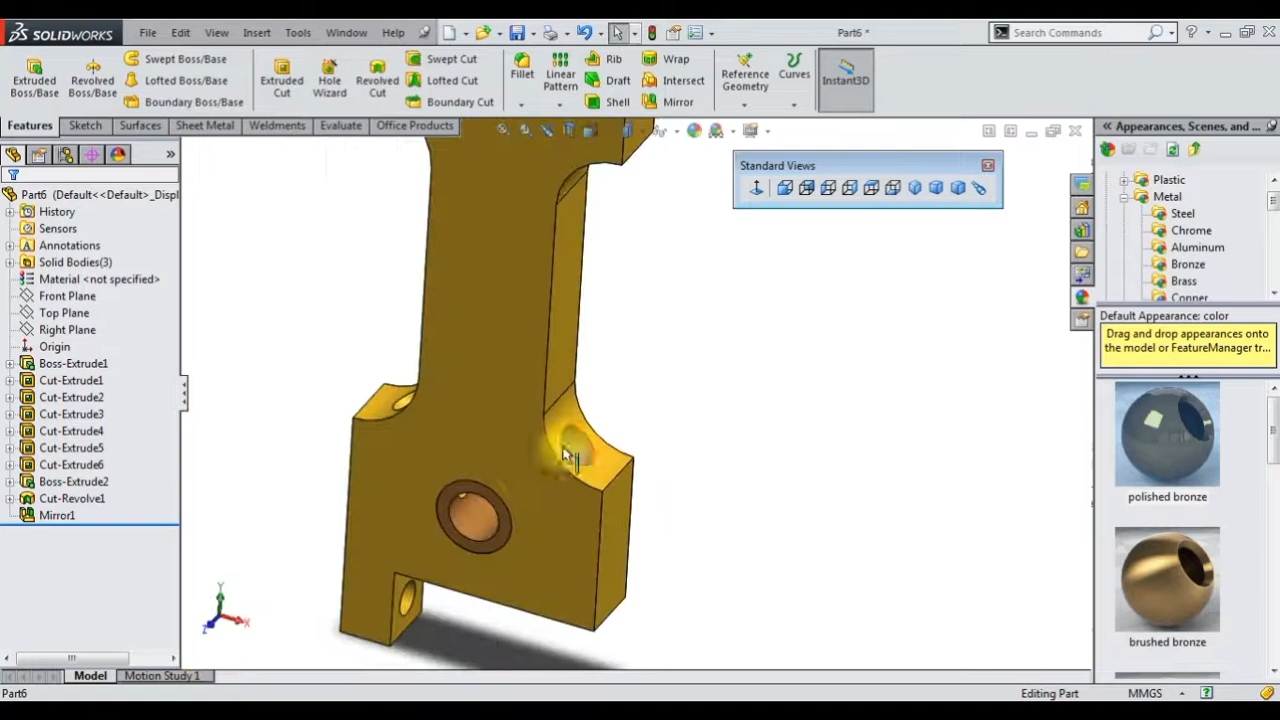 SOLIDWORKS File Edit View Insert Tools Window Help Part6 * Search Commands
Extruded Boss/Base
Revolved Boss/Base
Swept Boss/Base
Lofted Boss/Base
Boundary Boss/Base
Extruded Cut
Hole Wizard
Revolved Cut
Swept Cut
Lofted Cut
Boundary Cut
Fillet
Linear Pattern
Rib
Draft
Shell
Wrap
Intersect
Mirror
Reference Geometry
Curves
Instant3D
Features Sketch Surfaces Sheet Metal Weldments Evaluate Office Products
Part6 (Default<<Default>_Displ
History
Sensors
Annotations
Solid Bodies(3)
Material <not specified>
Front Plane
Top Plane
Right Plane
Origin
Boss-Extrude1
Cut-Extrude1
Cut-Extrude2
Cut-Extrude3
Cut-Extrude4
Cut-Extrude5
Cut-Extrude6
Boss-Extrude2
Cut-Revolve1
Mirror1
Standard Views
Y
X
Z
Appearances, Scenes, and ...
Plastic
Metal
Steel
Chrome
Aluminum
Bronze
Brass
Copper
Default Appearance: color
Drag and drop appearances onto
the model or FeatureManager tr...
polished bronze
brushed bronze
Model Motion Study 1
Part6 Editing Part MMGS